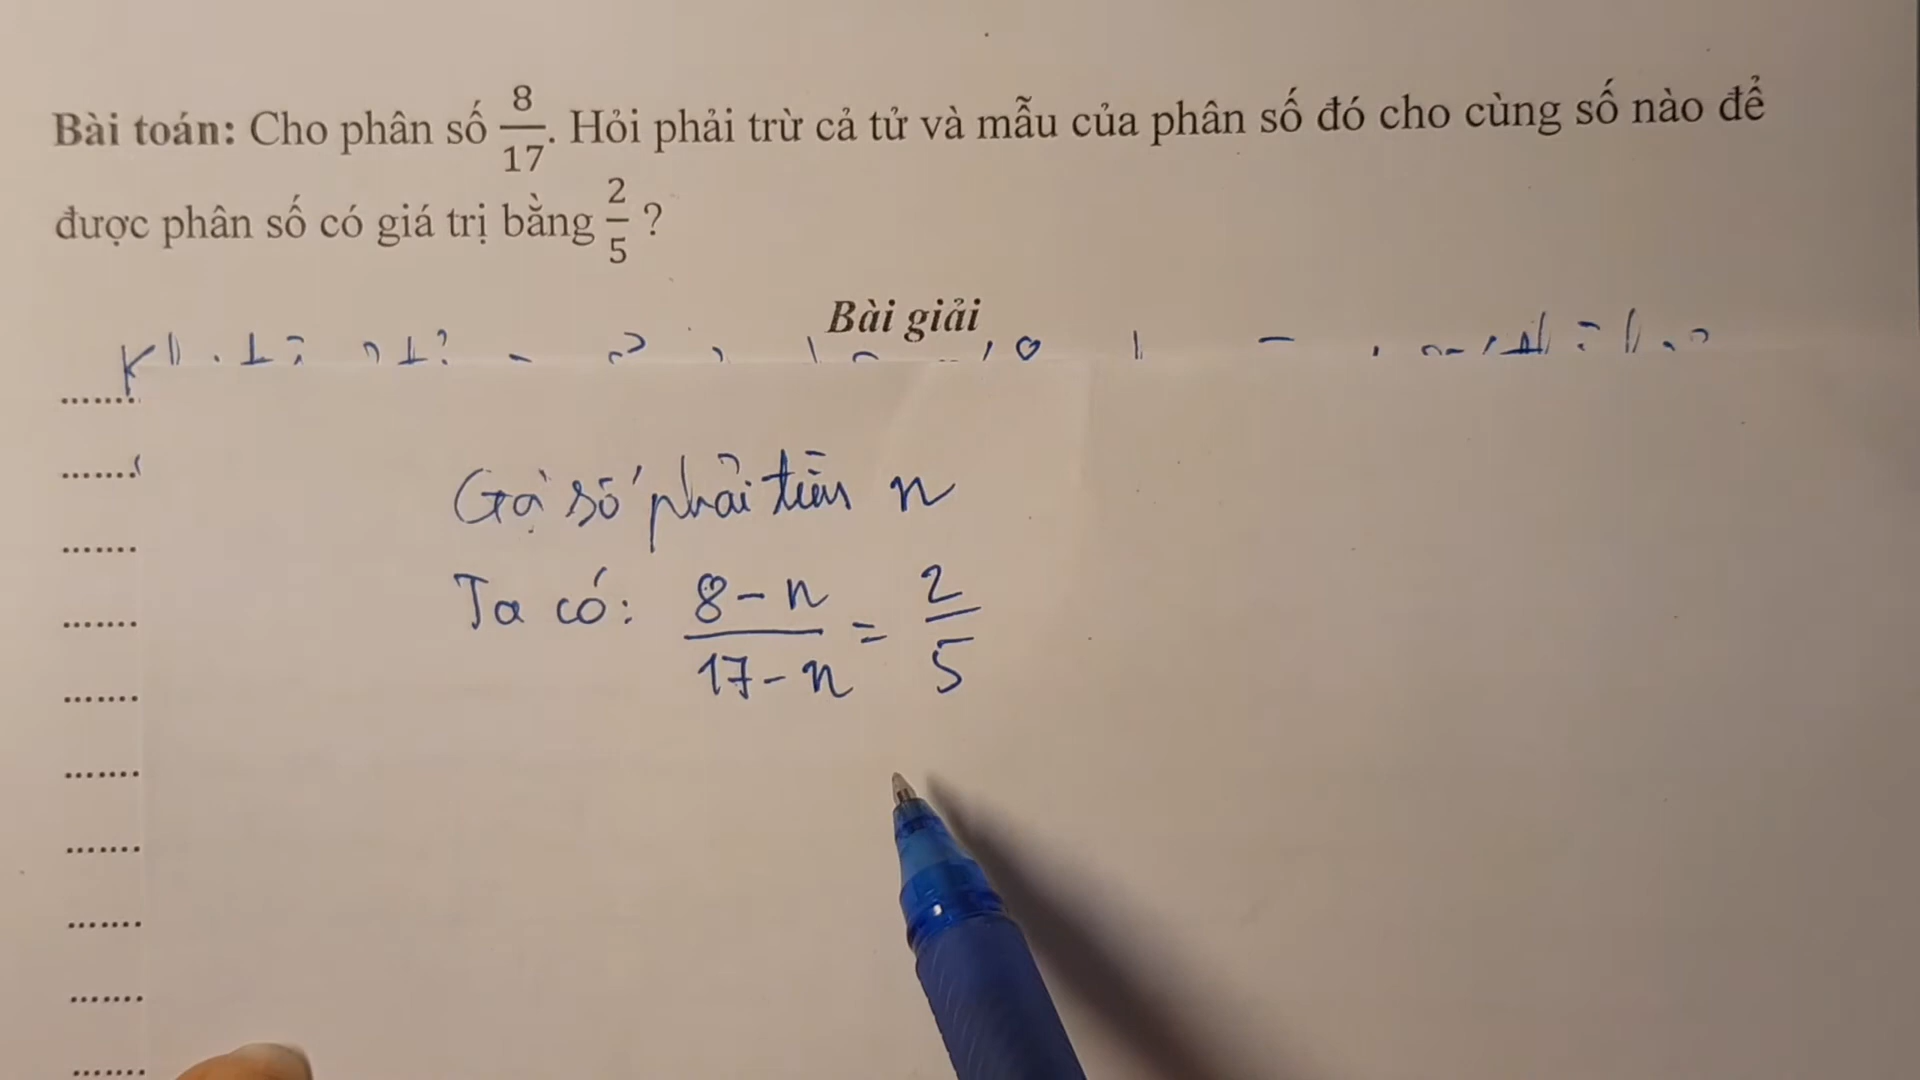 Bài toán: Cho phân số 8/17. Hỏi phải trừ cả tử và mẫu của phân số đó cho cùng số nào để
được phân số có giá trị bằng 2/5 ?
Bài giải
Gọi số phải tìm n
Ta có: 8-n/17-n = 2/5